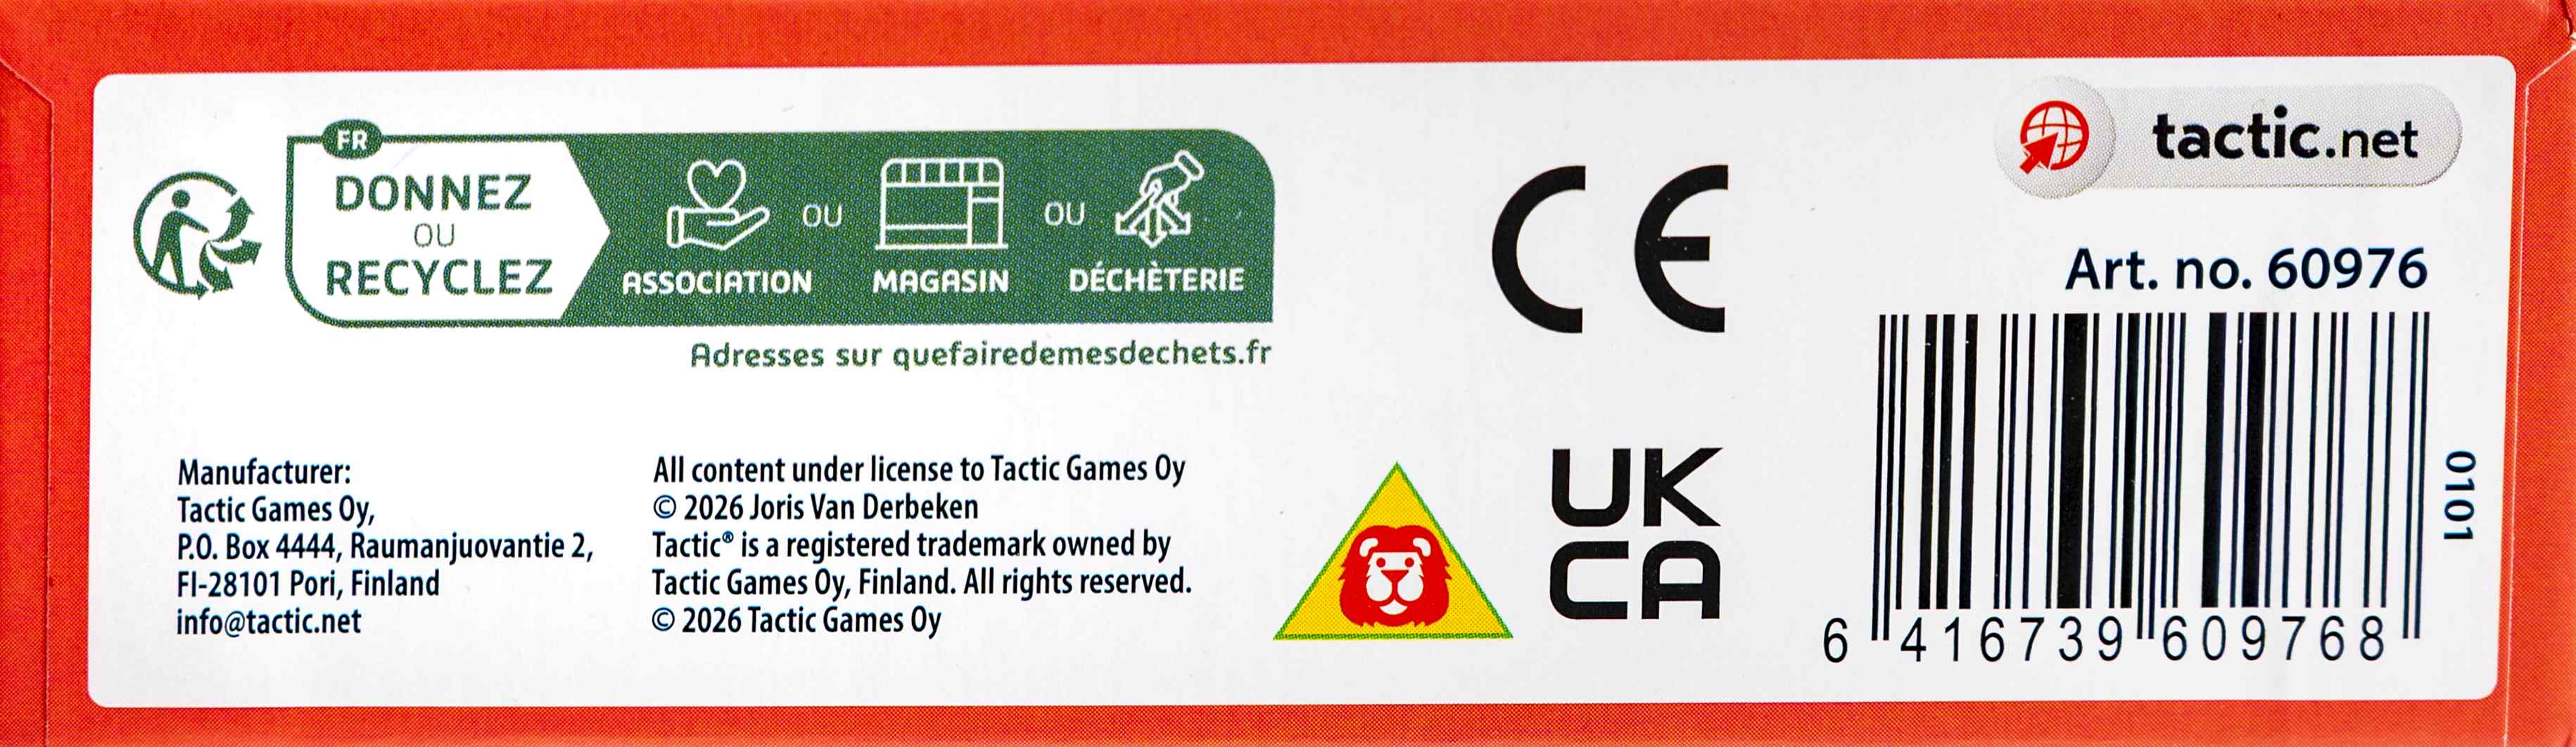 FR
DONNEZ
OU
RECYCLEZ
ASSOCIATION
OU
MAGASIN
OU
DÉCHÈTERIE
Adresses sur quefairedemesdechets.fr
Manufacturer:
Tactic Games Oy,
P.O. Box 4444, Raumanjuovantie 2,
FI-28101 Pori, Finland
info@tactic.net
All content under license to Tactic Games Oy
© 2026 Joris Van Derbeken
Tactic® is a registered trademark owned by
Tactic Games Oy, Finland. All rights reserved.
© 2026 Tactic Games Oy
CE
UK
CA
tactic.net
Art. no. 60976
6 416739 609768
0101